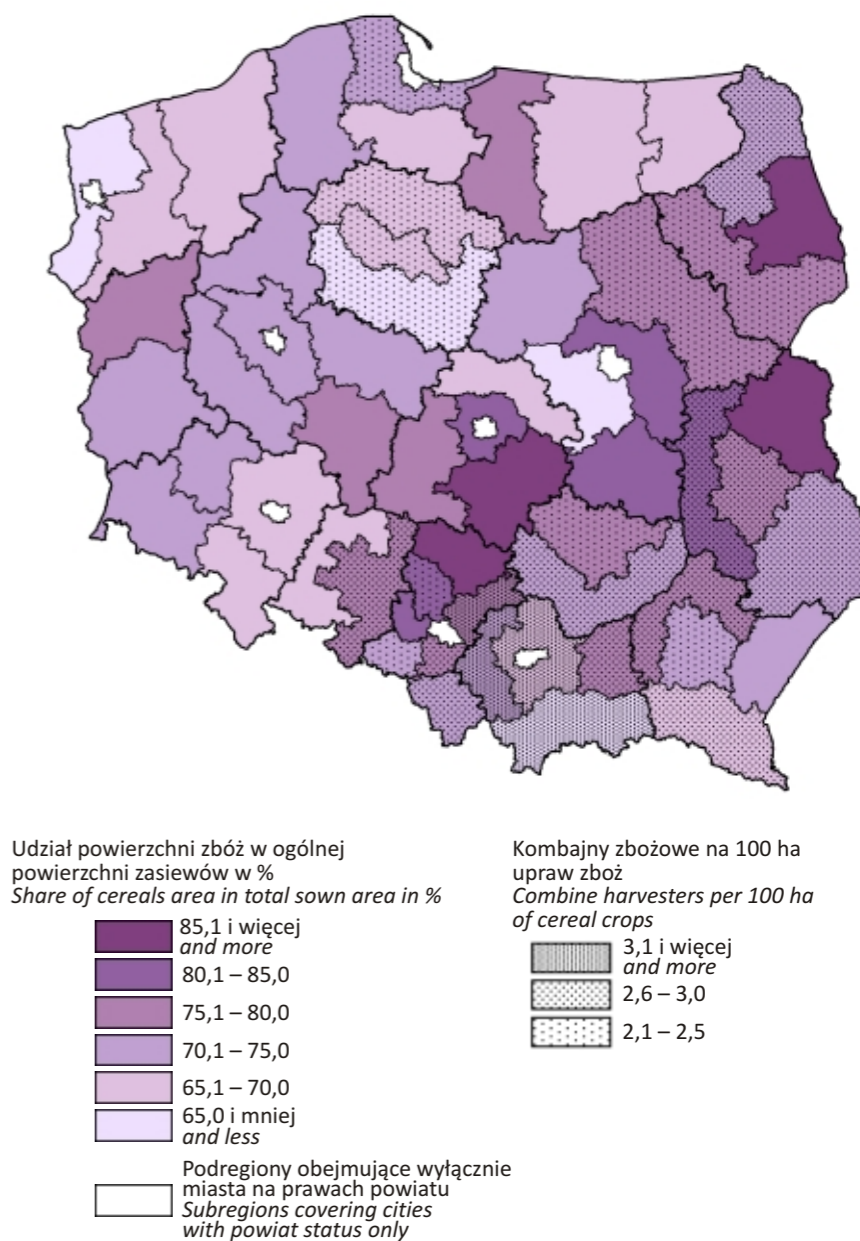 Udział powierzchni zbóż w ogólnej
powierzchni zasiewów w %
Share of cereals area in total sown area in %
85,1 i więcej
and more
80,1 – 85,0
75,1 – 80,0
70,1 – 75,0
65,1 – 70,0
65,0 i mniej
and less
Podregiony obejmujące wyłącznie
miasta na prawach powiatu
Subregions covering cities
with powiat status only
Kombajny zbożowe na 100 ha
upraw zboż
Combine harvesters per 100 ha
of cereal crops
3,1 i więcej
and more
2,6 – 3,0
2,1 – 2,5